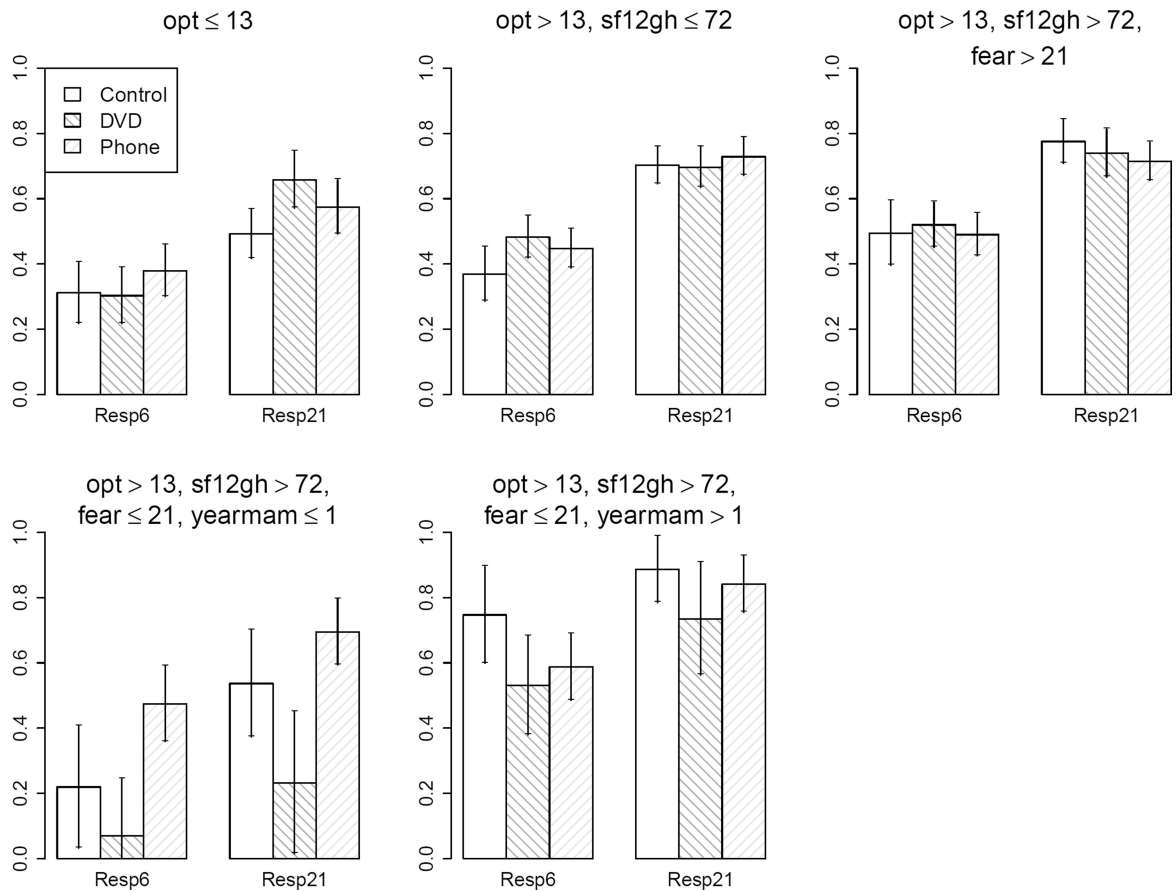 opt ≤ 13
1.0
0.8
0.6
0.4
0.2
0.0
Control
DVD
Phone
Resp6 Resp21
opt > 13, sf12gh ≤ 72
1.0
0.8
0.6
0.4
0.2
0.0
Resp6 Resp21
opt > 13, sf12gh > 72,
fear > 21
1.0
0.8
0.6
0.4
0.2
0.0
Resp6 Resp21
opt > 13, sf12gh > 72,
fear ≤ 21, yearmam ≤ 1
1.0
0.8
0.6
0.4
0.2
0.0
Resp6 Resp21
opt > 13, sf12gh > 72,
fear ≤ 21, yearmam > 1
1.0
0.8
0.6
0.4
0.2
0.0
Resp6 Resp21